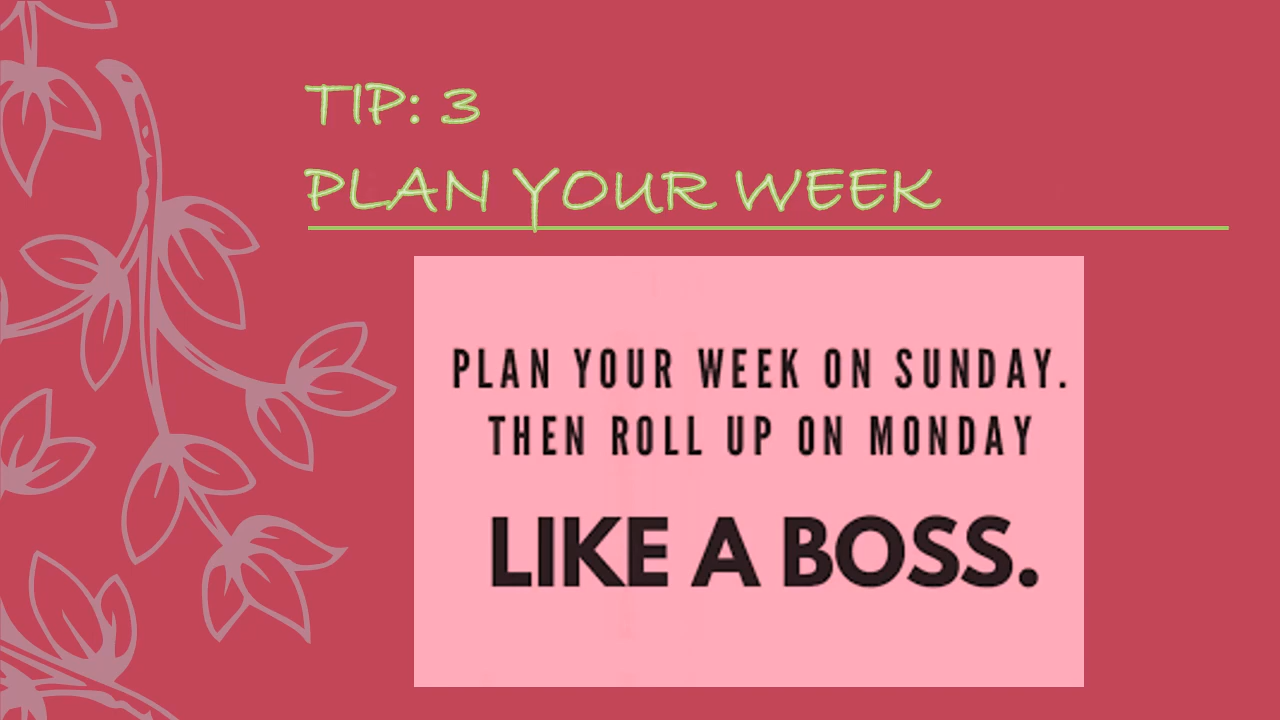 TIP: 3
PLAN YOUR WEEK
PLAN YOUR WEEK ON SUNDAY.
THEN ROLL UP ON MONDAY
LIKE A BOSS.